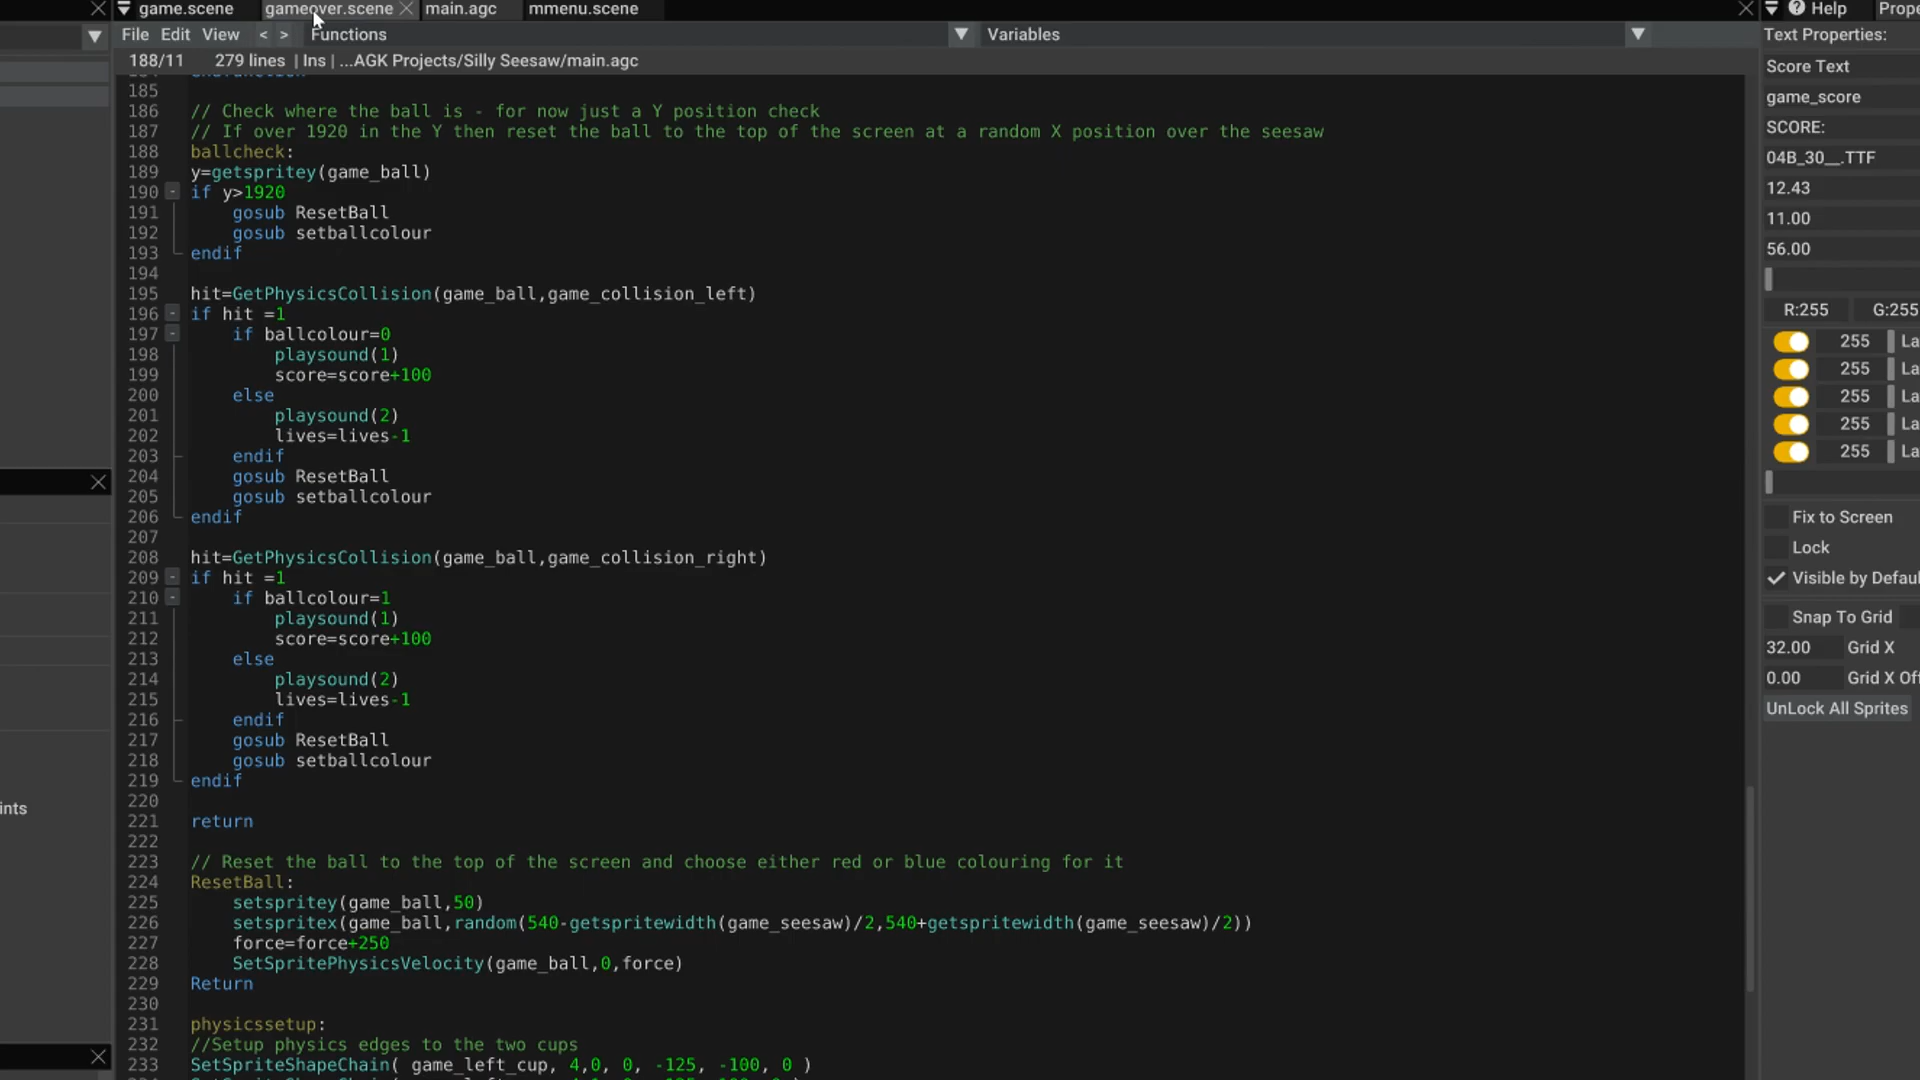 game.scene gameover.scene main.agc mmenu.scene Help
File Edit View < > Functions Variables Text Properties:
188/11 279 lines | Ins | ...AGK Projects/Silly Seesaw/main.agc
Score Text
game_score
SCORE:
04B_30__.TTF
12.43
11.00
56.00
R:255 G:255
255
255
255
255
255
Fix to Screen
Lock
Visible by Defaul
Snap To Grid
32.00 Grid X
0.00 Grid X Off
UnLock All Sprites
ints
185
186 // Check where the ball is - for now just a Y position check
187 // If over 1920 in the Y then reset the ball to the top of the screen at a random X position over the seesaw
188 ballcheck:
189 y=getspritey(game_ball)
190 if y>1920
191 gosub ResetBall
192 gosub setballcolour
193 endif
194
195 hit=GetPhysicsCollision(game_ball,game_collision_left)
196 if hit =1
197 if ballcolour=0
198 playsound(1)
199 score=score+100
200 else
201 playsound(2)
202 lives=lives-1
203 endif
204 gosub ResetBall
205 gosub setballcolour
206 endif
207
208 hit=GetPhysicsCollision(game_ball,game_collision_right)
209 if hit =1
210 if ballcolour=1
211 playsound(1)
212 score=score+100
213 else
214 playsound(2)
215 lives=lives-1
216 endif
217 gosub ResetBall
218 gosub setballcolour
219 endif
220
221 return
222
223 // Reset the ball to the top of the screen and choose either red or blue colouring for it
224 ResetBall:
225 setspritey(game_ball,50)
226 setspritex(game_ball,random(540-getspritewidth(game_seesaw)/2,540+getspritewidth(game_seesaw)/2))
227 force=force+250
228 SetSpritePhysicsVelocity(game_ball,0,force)
229 Return
230
231 physicssetup:
232 //Setup physics edges to the two cups
233 SetSpriteShapeChain( game_left_cup, 4,0, 0, -125, -100, 0 )